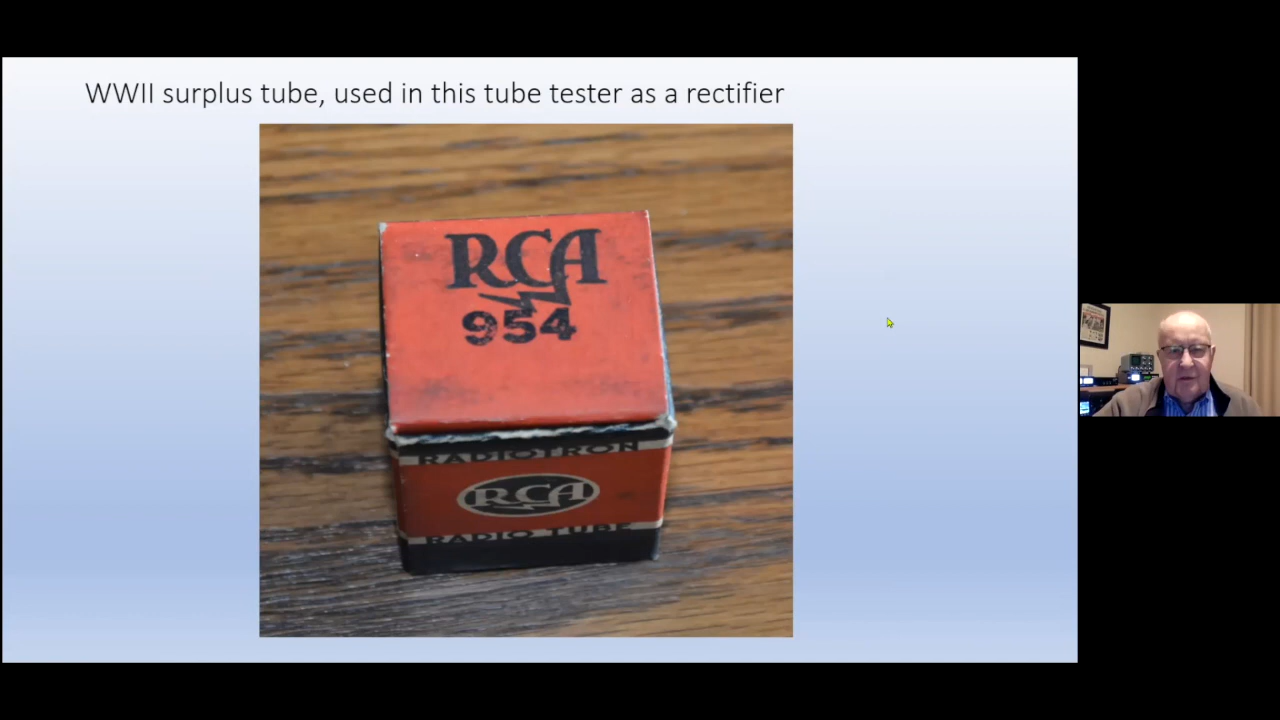 WWII surplus tube, used in this tube tester as a rectifier
RCA
954
RADIOTRON
RCA
RADIO TUBE